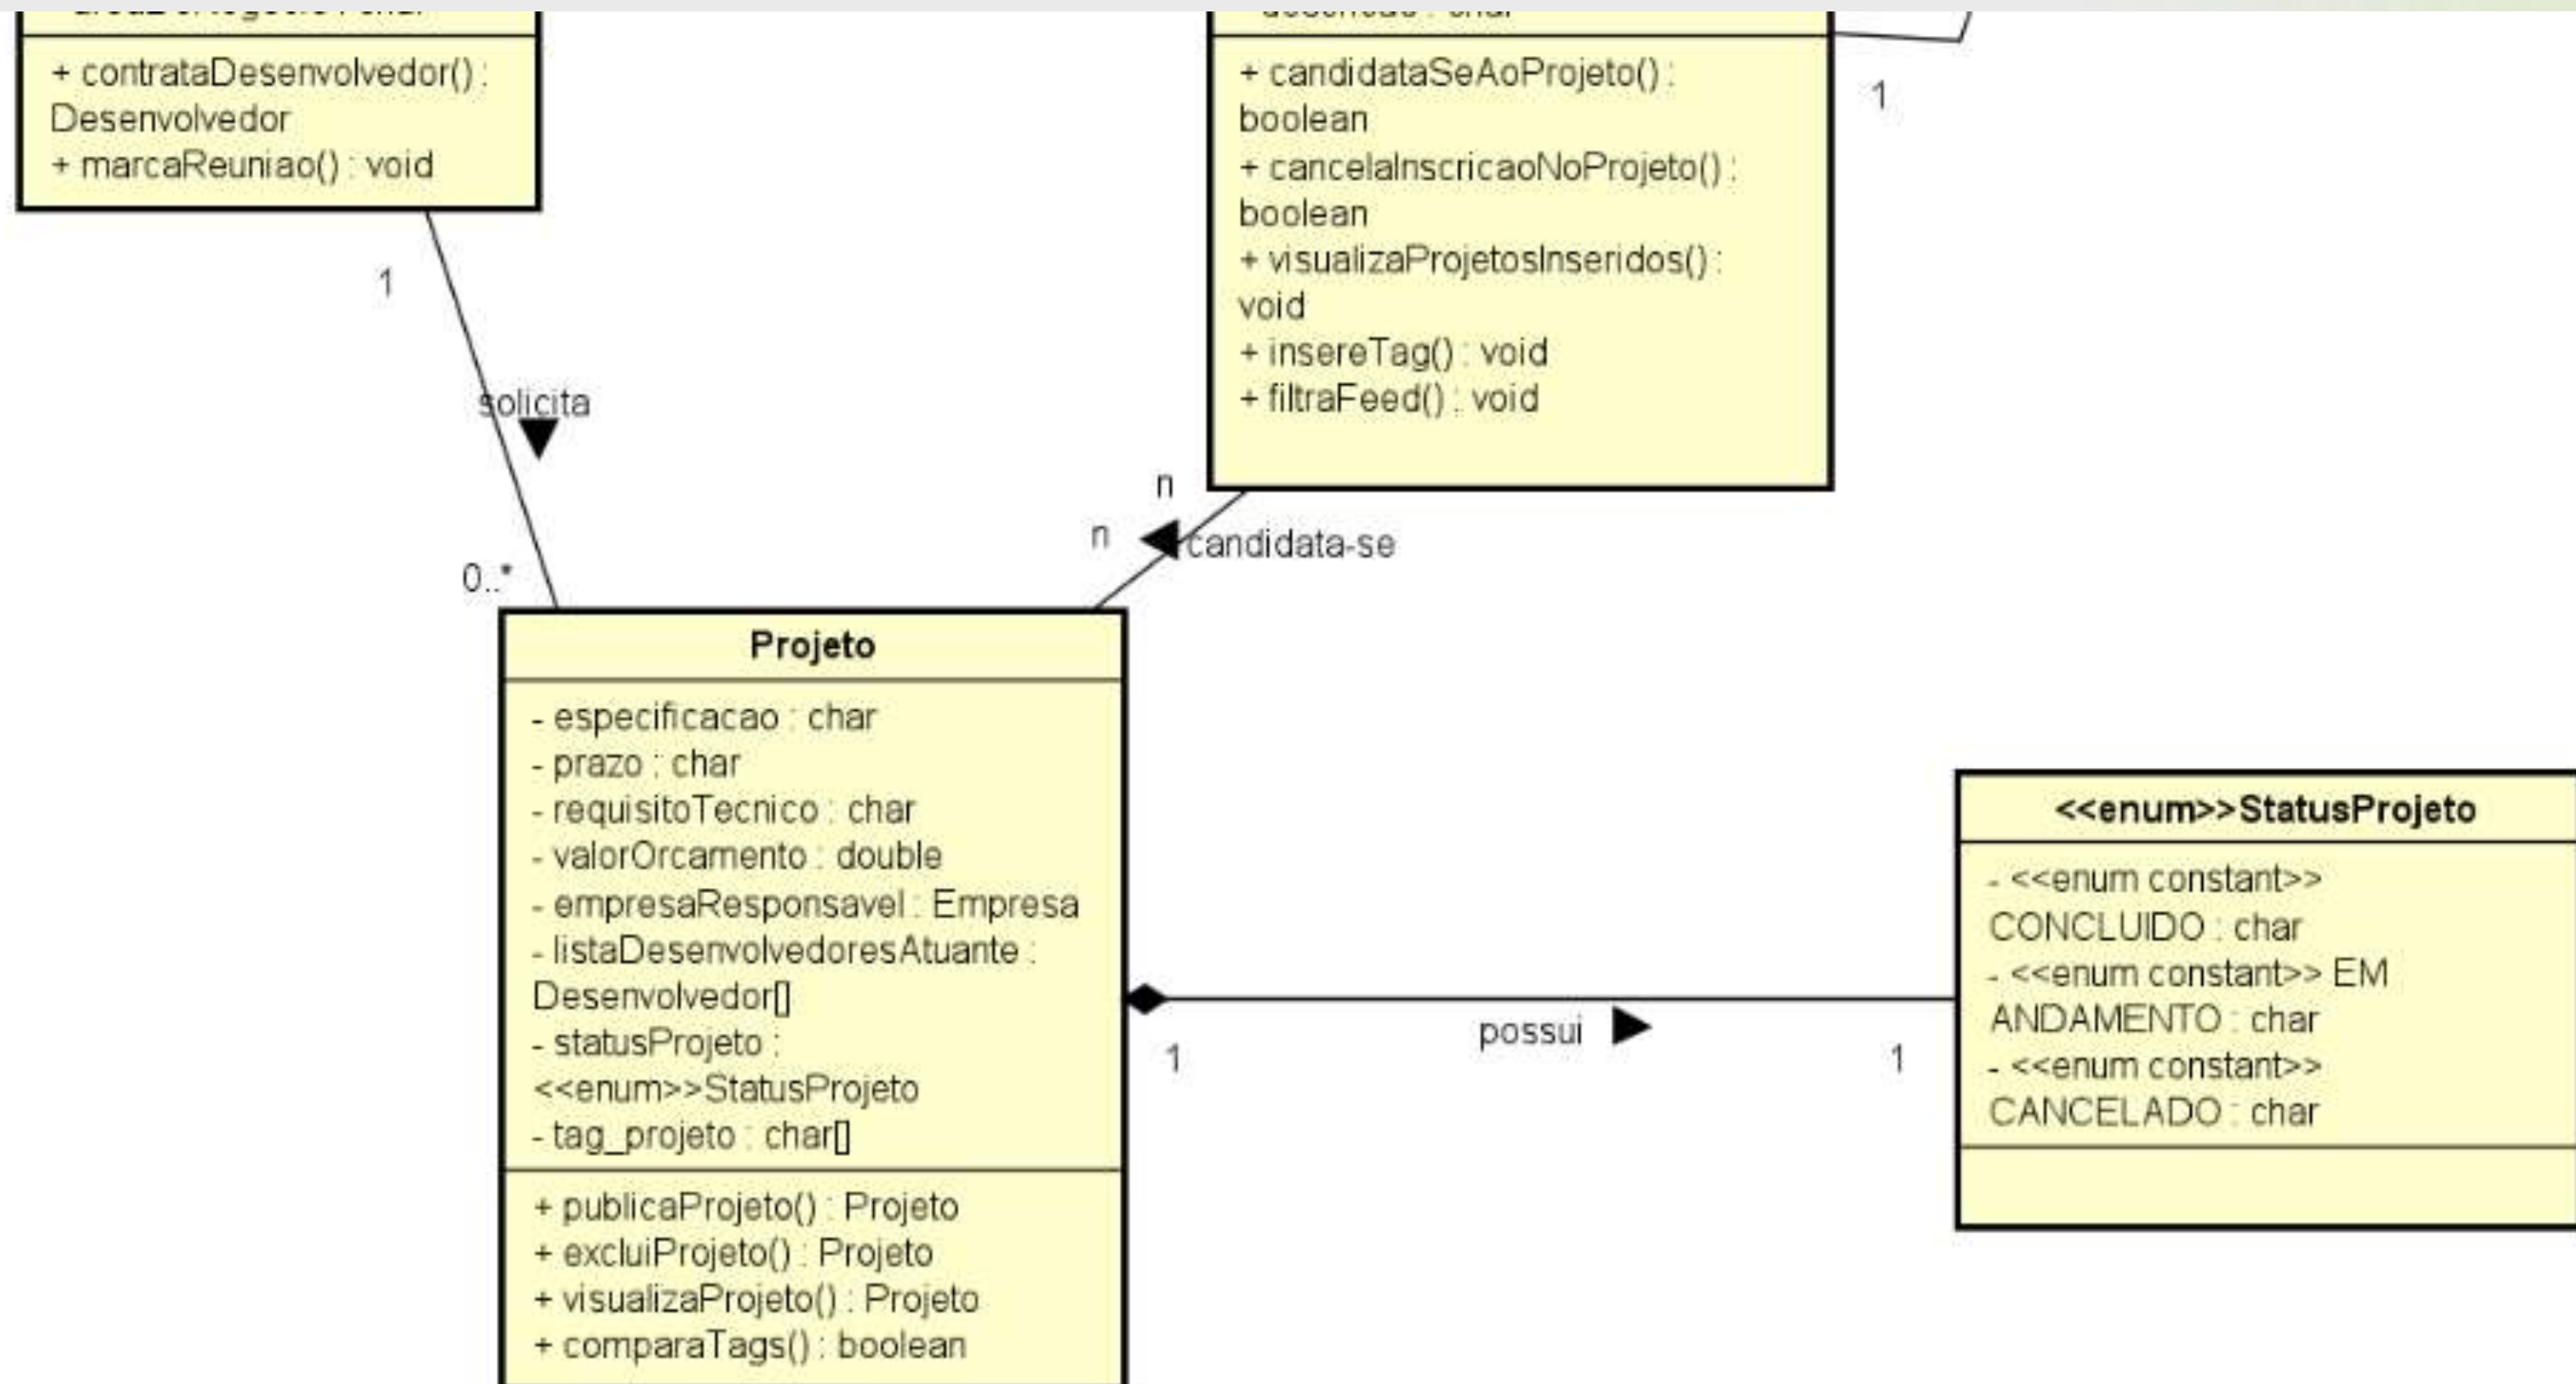 + contrataDesenvolvedor() :
Desenvolvedor
+ marcaReuniao() : void
+ candidataSeAoProjeto() :
boolean
+ cancelaInscricaoNoProjeto() :
boolean
+ visualizaProjetosInseridos() :
void
+ insereTag() : void
+ filtraFeed() : void
1
1
solicita
0..*
n
n
candidata-se
Projeto
- especificacao : char
- prazo : char
- requisitoTecnico : char
- valorOrcamento : double
- empresaResponsavel : Empresa
- listaDesenvolvedoresAtuante :
Desenvolvedor[]
- statusProjeto :
<<enum>>StatusProjeto
- tag_projeto : char[]
+ publicaProjeto() : Projeto
+ excluiProjeto() : Projeto
+ visualizaProjeto() : Projeto
+ comparaTags() : boolean
1
possui
1
<<enum>>StatusProjeto
- <<enum constant>>
CONCLUIDO : char
- <<enum constant>> EM
ANDAMENTO : char
- <<enum constant>>
CANCELADO : char